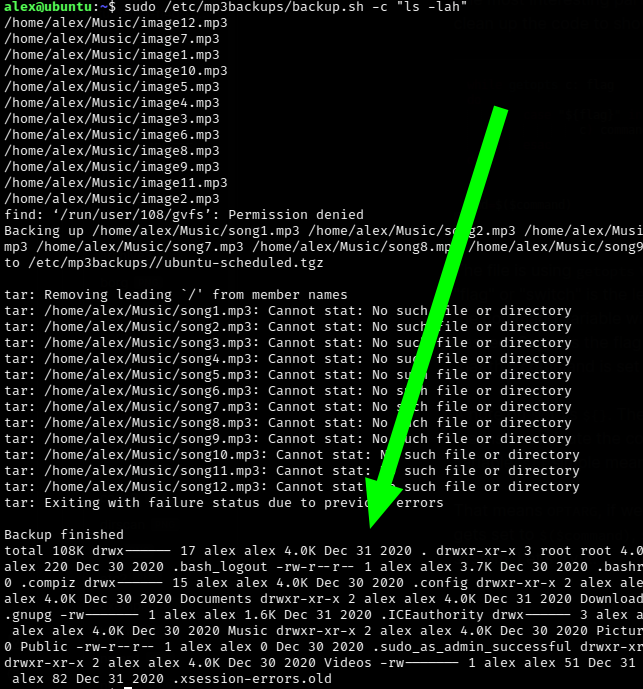 alex@ubuntu:~$ sudo /etc/mp3backups/backup.sh -c "ls -lah"
/home/alex/Music/image12.mp3
/home/alex/Music/image7.mp3
/home/alex/Music/image1.mp3
/home/alex/Music/image10.mp3
/home/alex/Music/image5.mp3
/home/alex/Music/image4.mp3
/home/alex/Music/image3.mp3
/home/alex/Music/image6.mp3
/home/alex/Music/image8.mp3
/home/alex/Music/image9.mp3
/home/alex/Music/image11.mp3
/home/alex/Music/image2.mp3
find: ‘/run/user/108/gvfs’: Permission denied
Backing up /home/alex/Music/song1.mp3 /home/alex/Music/song2.mp3 /home/alex/Musi
mp3 /home/alex/Music/song7.mp3 /home/alex/Music/song8.mp3 /home/alex/Music/song9
to /etc/mp3backups//ubuntu-scheduled.tgz
tar: Removing leading `/' from member names
tar: /home/alex/Music/song1.mp3: Cannot stat: No such file or directory
tar: /home/alex/Music/song2.mp3: Cannot stat: No such file or directory
tar: /home/alex/Music/song3.mp3: Cannot stat: No such file or directory
tar: /home/alex/Music/song4.mp3: Cannot stat: No such file or directory
tar: /home/alex/Music/song5.mp3: Cannot stat: No such file or directory
tar: /home/alex/Music/song6.mp3: Cannot stat: No such file or directory
tar: /home/alex/Music/song7.mp3: Cannot stat: No such file or directory
tar: /home/alex/Music/song8.mp3: Cannot stat: No such file or directory
tar: /home/alex/Music/song9.mp3: Cannot stat: No such file or directory
tar: /home/alex/Music/song10.mp3: Cannot stat: No such file or directory
tar: /home/alex/Music/song11.mp3: Cannot stat: No such file or directory
tar: /home/alex/Music/song12.mp3: Cannot stat: No such file or directory
tar: Exiting with failure status due to previous errors
Backup finished
total 108K drwx------ 17 alex alex 4.0K Dec 31 2020 . drwxr-xr-x 3 root root 4.0
alex 220 Dec 30 2020 .bash_logout -rw-r--r-- 1 alex alex 3.7K Dec 30 2020 .bashr
0 .compiz drwx------ 15 alex alex 4.0K Dec 30 2020 .config drwxr-xr-x 2 alex ale
alex 4.0K Dec 30 2020 Documents drwxr-xr-x 2 alex alex 4.0K Dec 31 2020 Download
.gnupg -rw------- 1 alex alex 1.6K Dec 31 2020 .ICEauthority drwx------ 3 alex a
alex alex 4.0K Dec 30 2020 Music drwxr-xr-x 2 alex alex 4.0K Dec 30 2020 Pictur
0 Public -rw-r--r-- 1 alex alex 0 Dec 30 2020 .sudo_as_admin_successful drwxr-xr
drwxr-xr-x 2 alex alex 4.0K Dec 30 2020 Videos -rw------- 1 alex alex 51 Dec 31
alex 82 Dec 31 2020 .xsession-errors.old